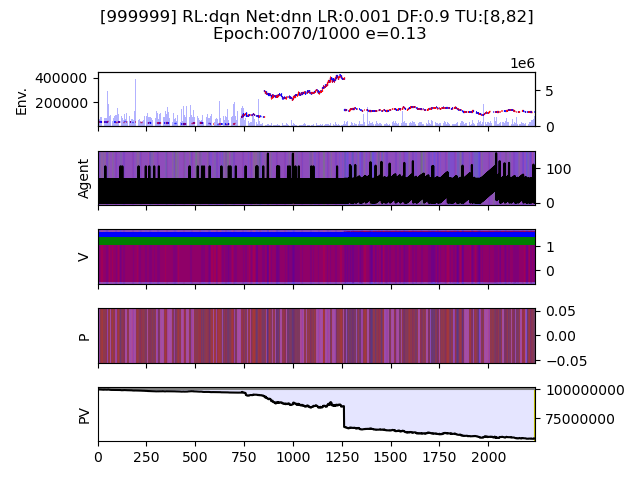 [999999] RL:dqn Net:dnn LR:0.001 DF:0.9 TU:[8,82]
Epoch:0070/1000 e=0.13
1e6
Env.
400000
200000
5
0
Agent
100
0
V
1
0
P
0.05
0.00
−0.05
PV
100000000
75000000
0 250 500 750 1000 1250 1500 1750 2000